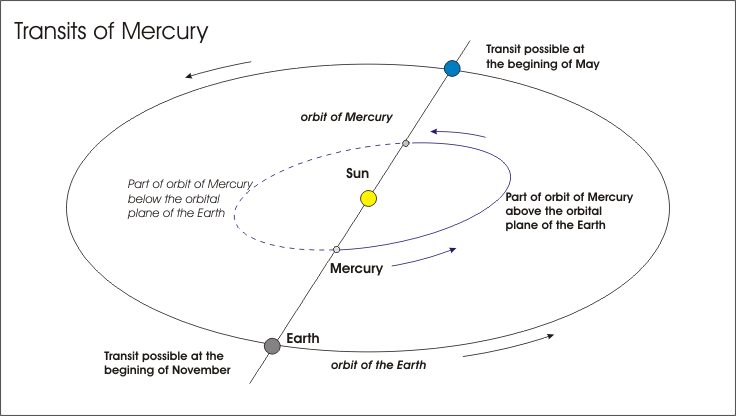 Transits of Mercury
Transit possible at
the begining of May
orbit of Mercury
Sun
Part of orbit of Mercury
below the orbital
plane of the Earth
Part of orbit of Mercury
above the orbital
plane of the Earth
Mercury
Earth
Transit possible at the
begining of November
orbit of the Earth